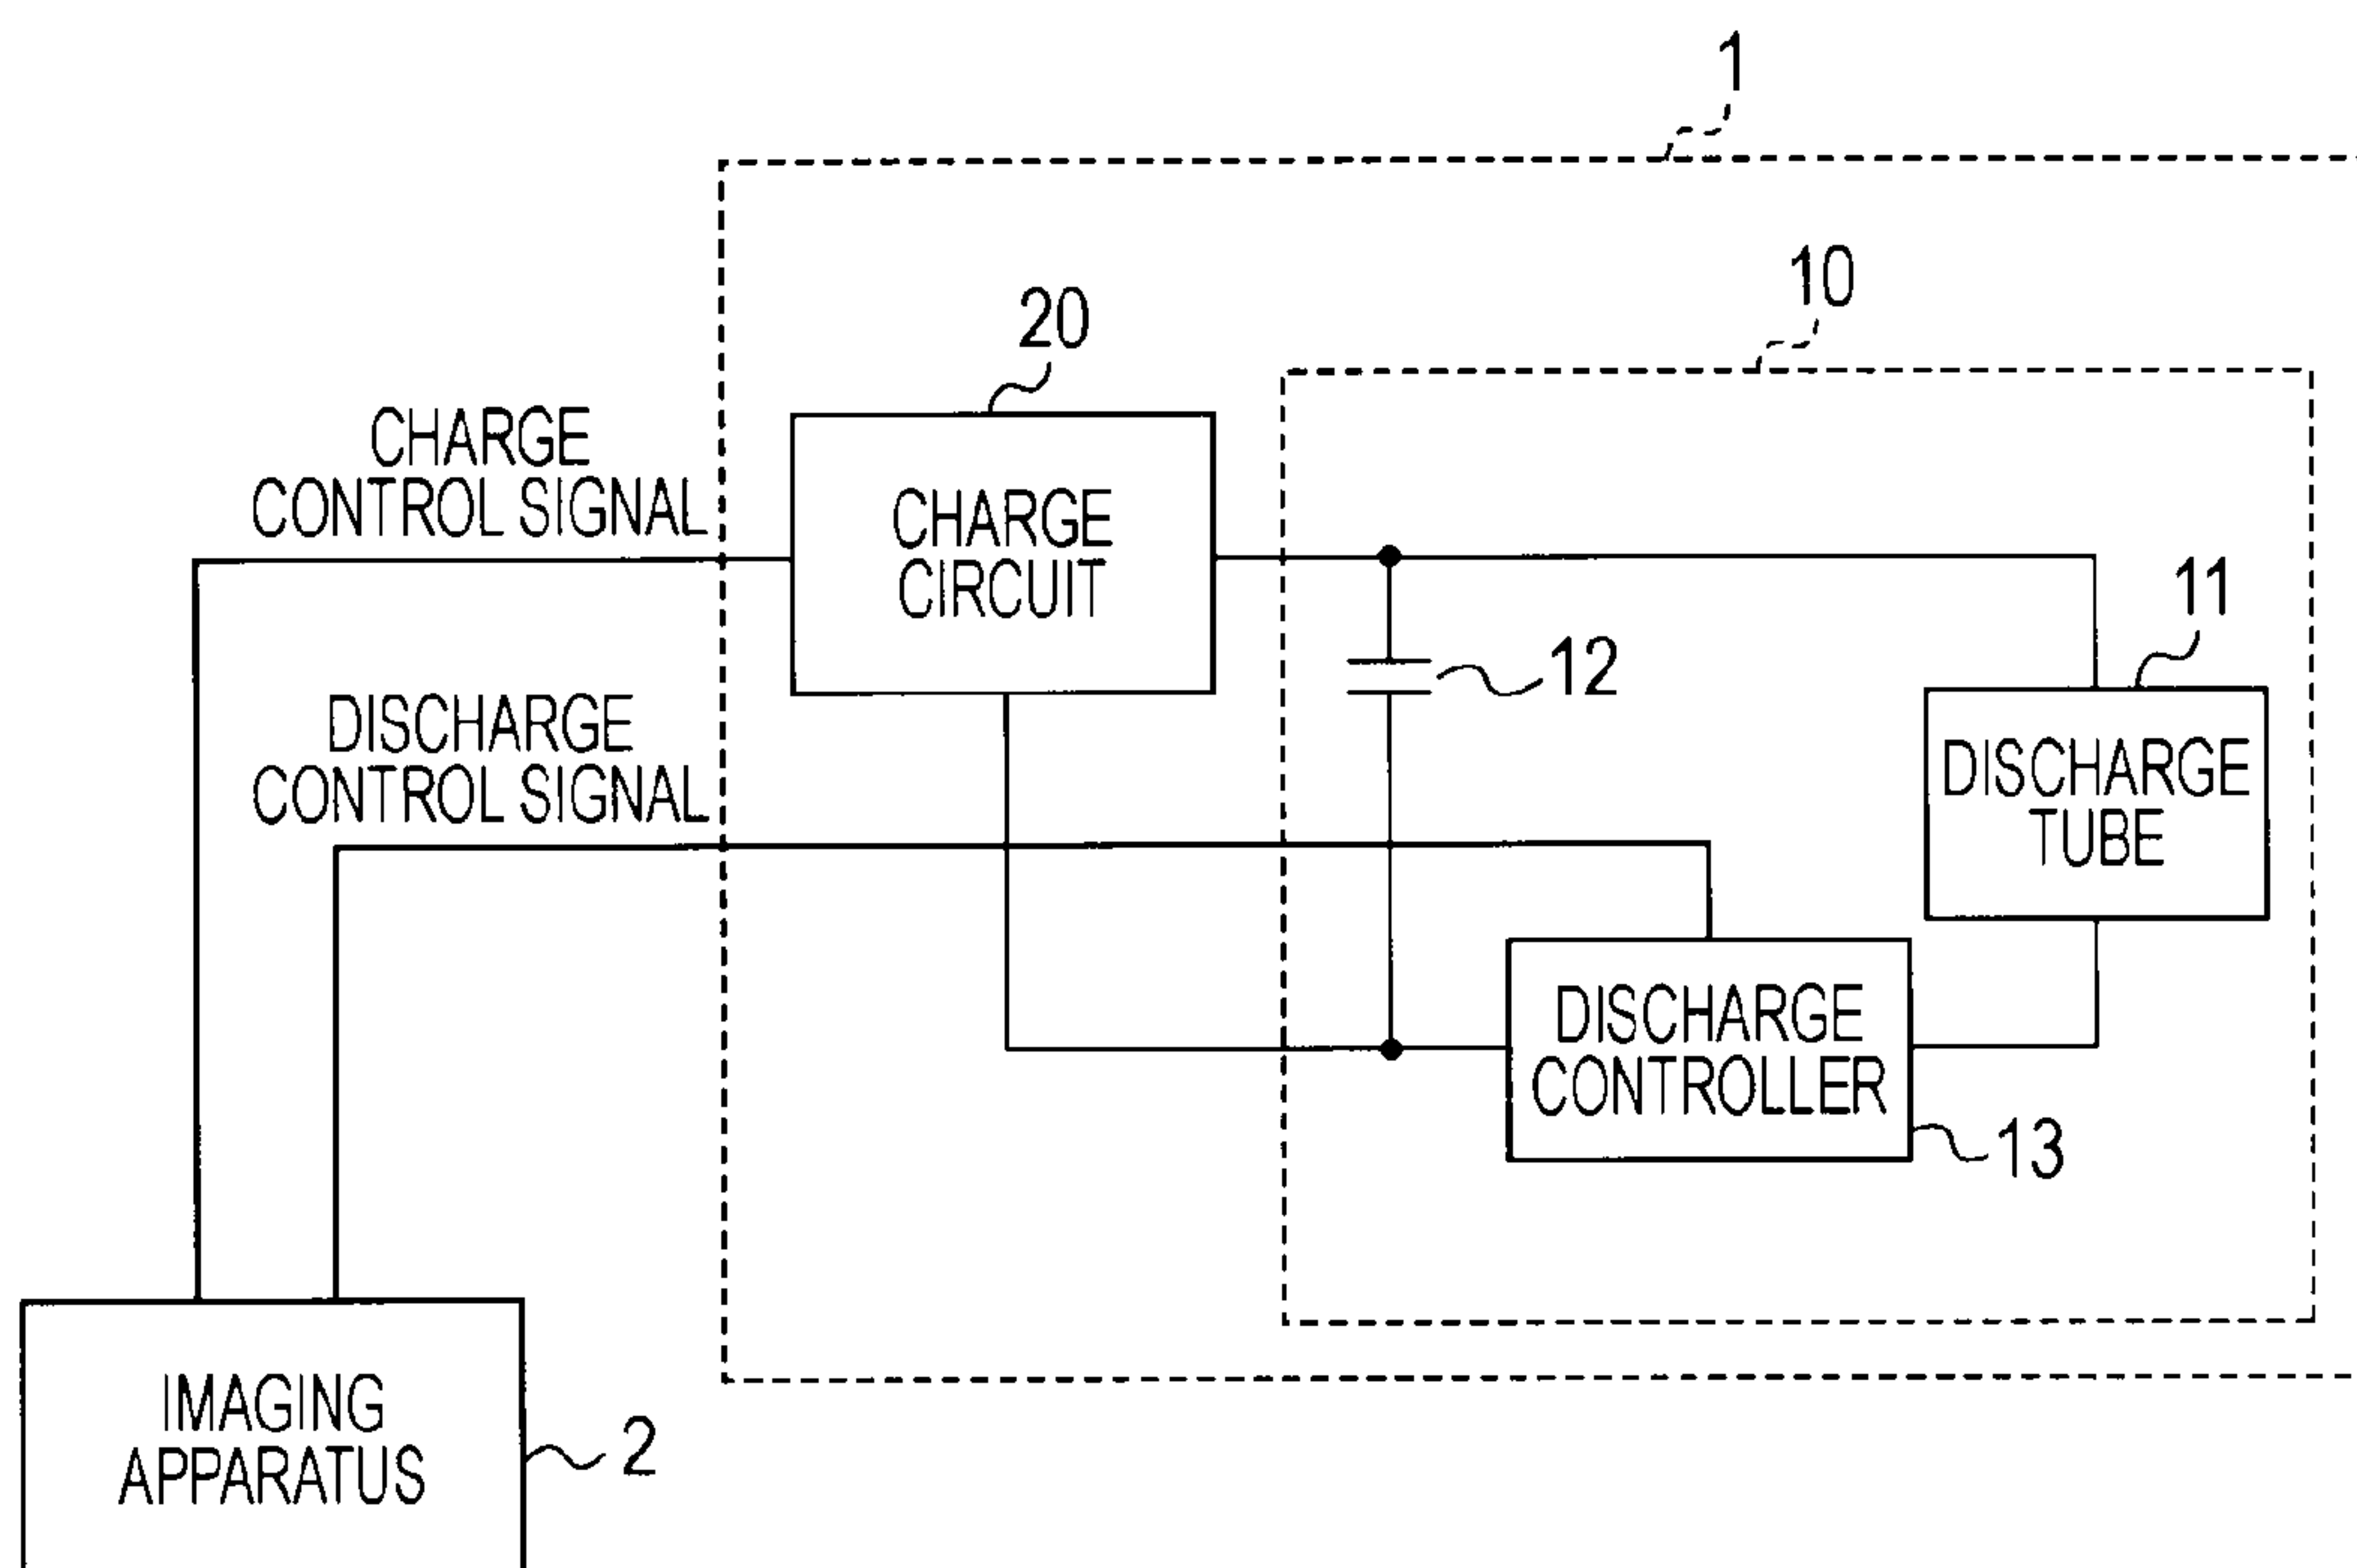 1
10
20
CHARGE
CONTROL SIGNAL
CHARGE
CIRCUIT
11
12
DISCHARGE
CONTROL SIGNAL
DISCHARGE
TUBE
DISCHARGE
CONTROLLER
13
IMAGING
APPARATUS
2